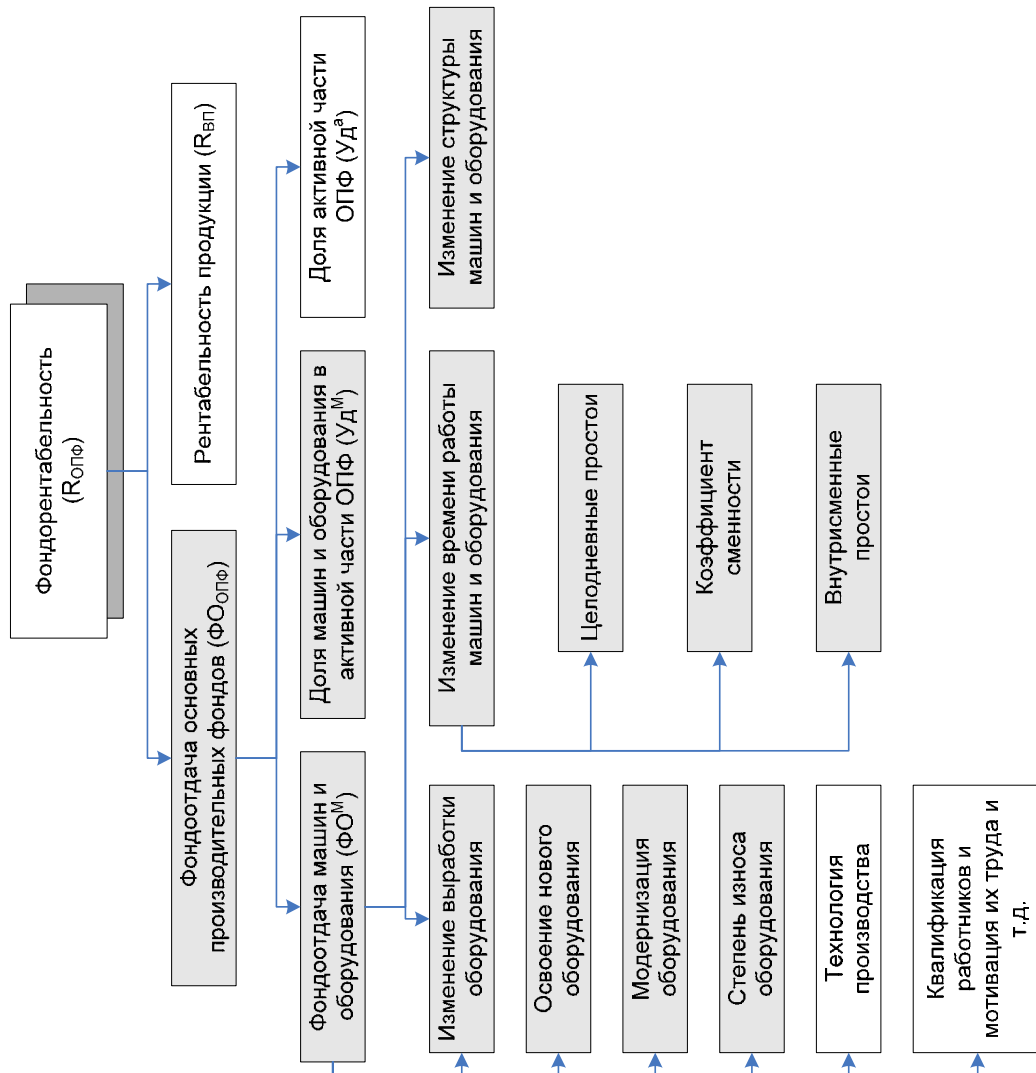 Фондорентабельность
(RОПФ)
Фондоотдача основных
производительных фондов (ФООПФ)
Рентабельность продукции (RВП)
Фондоотдача машин и
оборудования (ФОМ)
Доля машин и оборудования в
активной части ОПФ (УдМ)
Доля активной части
ОПФ (Уда)
Изменение выработки
оборудования
Изменение времени работы
машин и оборудования
Изменение структуры
машин и оборудования
Освоение нового
оборудования
Модернизация
оборудования
Степень износа
оборудования
Технология
производства
Квалификация
работников и
мотивация их труда и
т.д.
Целодневные простои
Коэффициент
сменности
Внутрисменные
простои